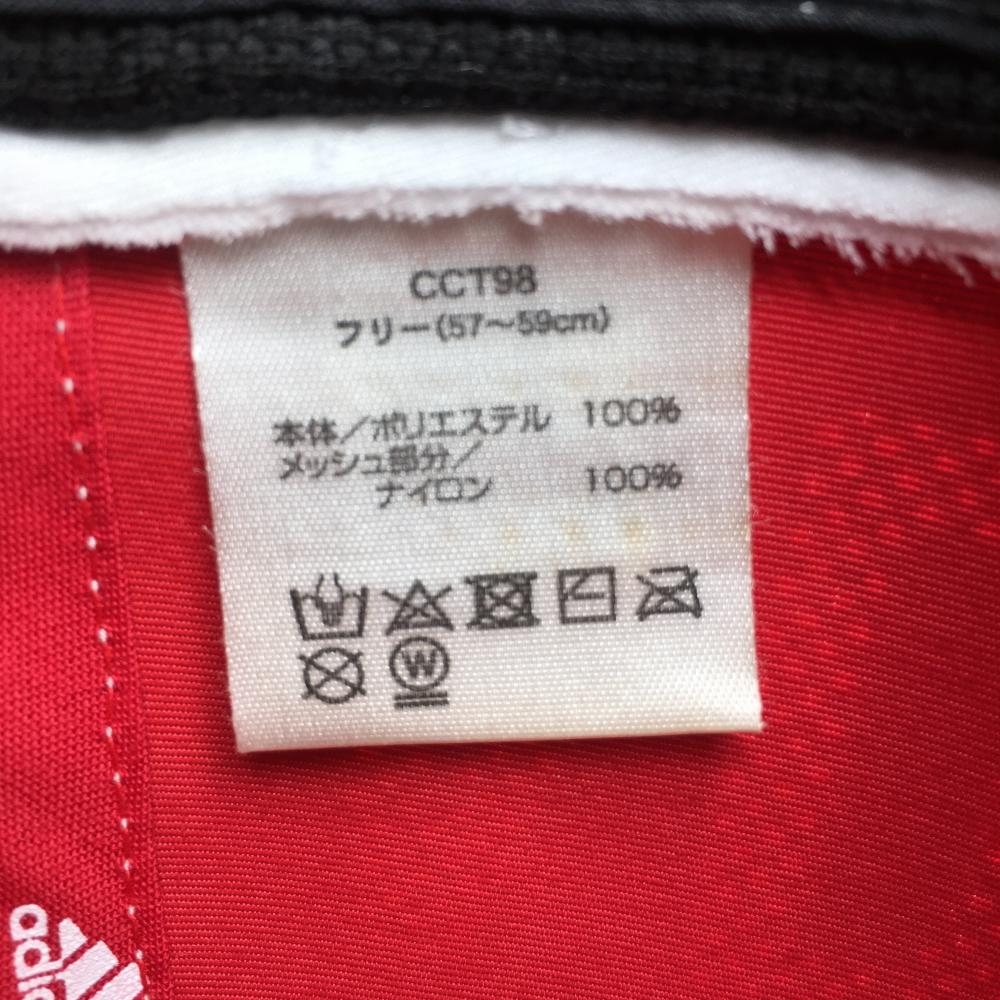 CCT98
フリー(57～59cm)
本体／ポリエステル 100%
メッシュ部分／
ナイロン 100%
W
adidas